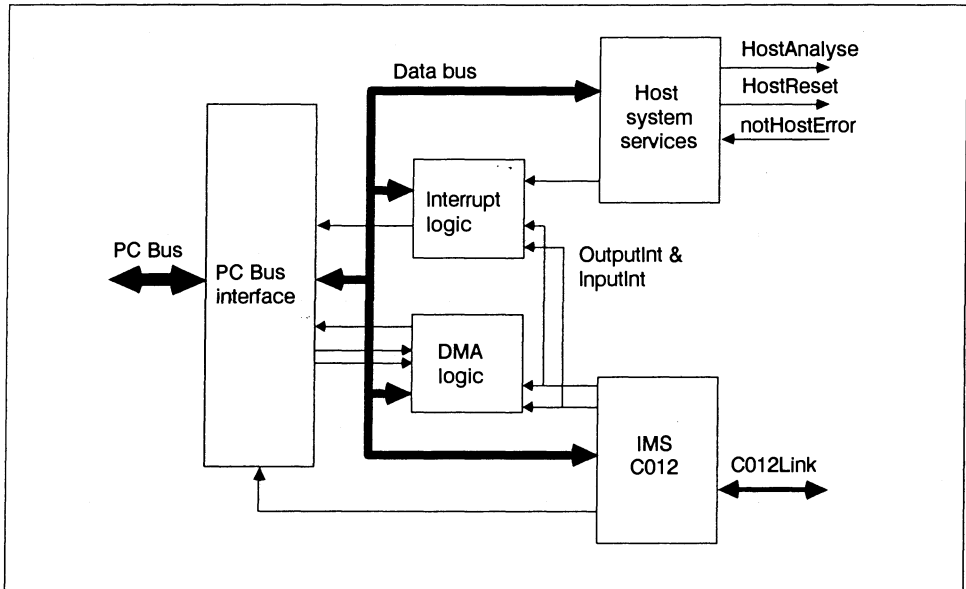 HostAnalyse
Data bus
Host
system
services
HostReset
notHostError
Interrupt
logic
OutputInt &
InputInt
PC Bus
PC Bus
interface
DMA
logic
IMS
C012
C012Link